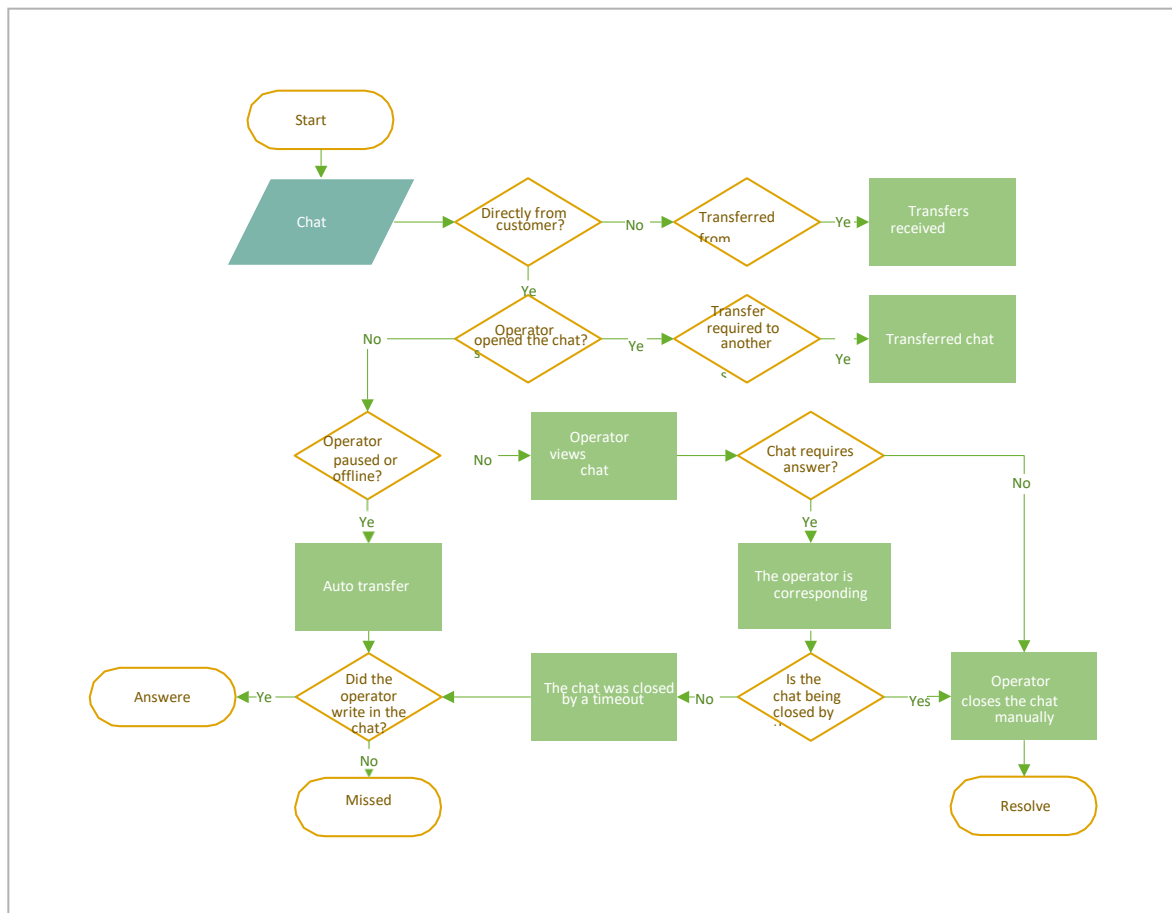 Start
Chat
Directly from
customer?
No
Transferred
from
Ye
Transfers
received
Ye
Operator
opened the chat?
s
No
Ye
Transfer
required to
another
s
Ye
Transferred chat
Operator
paused or
offline?
No
Operator
views
chat
Chat requires
answer?
No
Ye
Ye
Auto transfer
The operator is
corresponding
Answere
Ye
Did the
operator
write in the
chat?
The chat was closed
by a timeout
No
Is the
chat being
closed by
Yes
Operator
closes the chat
manually
No
Missed
Resolve